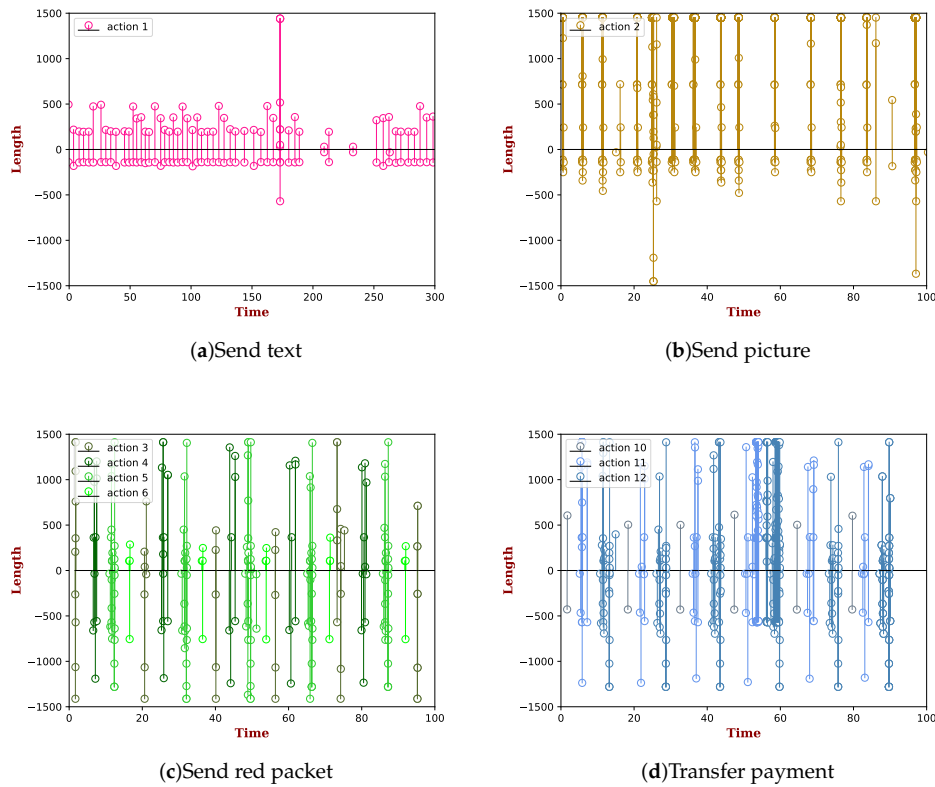 1500
1000
500
0
−500
−1000
−1500
Length
action 1
0
50
100
150
200
250
300
Time
(a)Send text
1500
1000
500
0
−500
−1000
−1500
Length
action 2
0
20
40
60
80
100
Time
(b)Send picture
1500
1000
500
0
−500
−1000
−1500
Length
action 3
action 4
action 5
action 6
0
20
40
60
80
100
Time
(c)Send red packet
1500
1000
500
0
−500
−1000
−1500
Length
action 10
action 11
action 12
0
20
40
60
80
100
Time
(d)Transfer payment